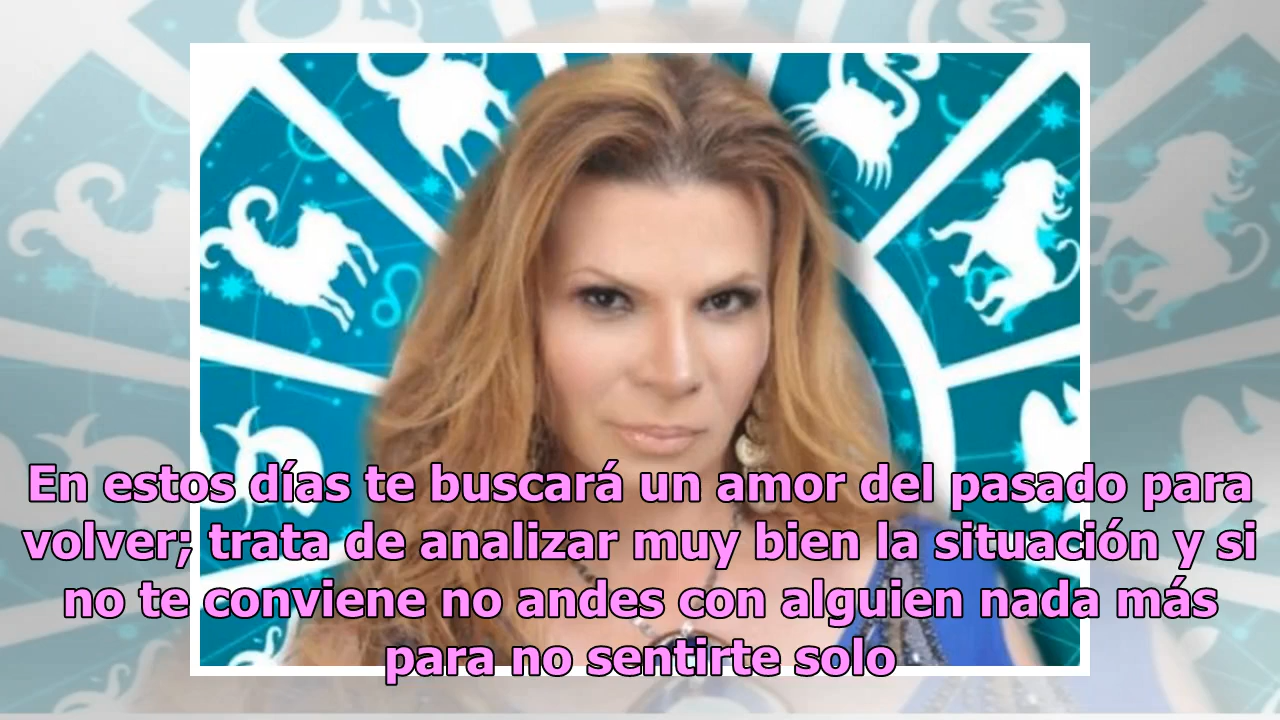 En estos días te buscará un amor del pasado para
volver; trata de analizar muy bien la situación y si
no te conviene no andes con alguien nada más
para no sentirte solo